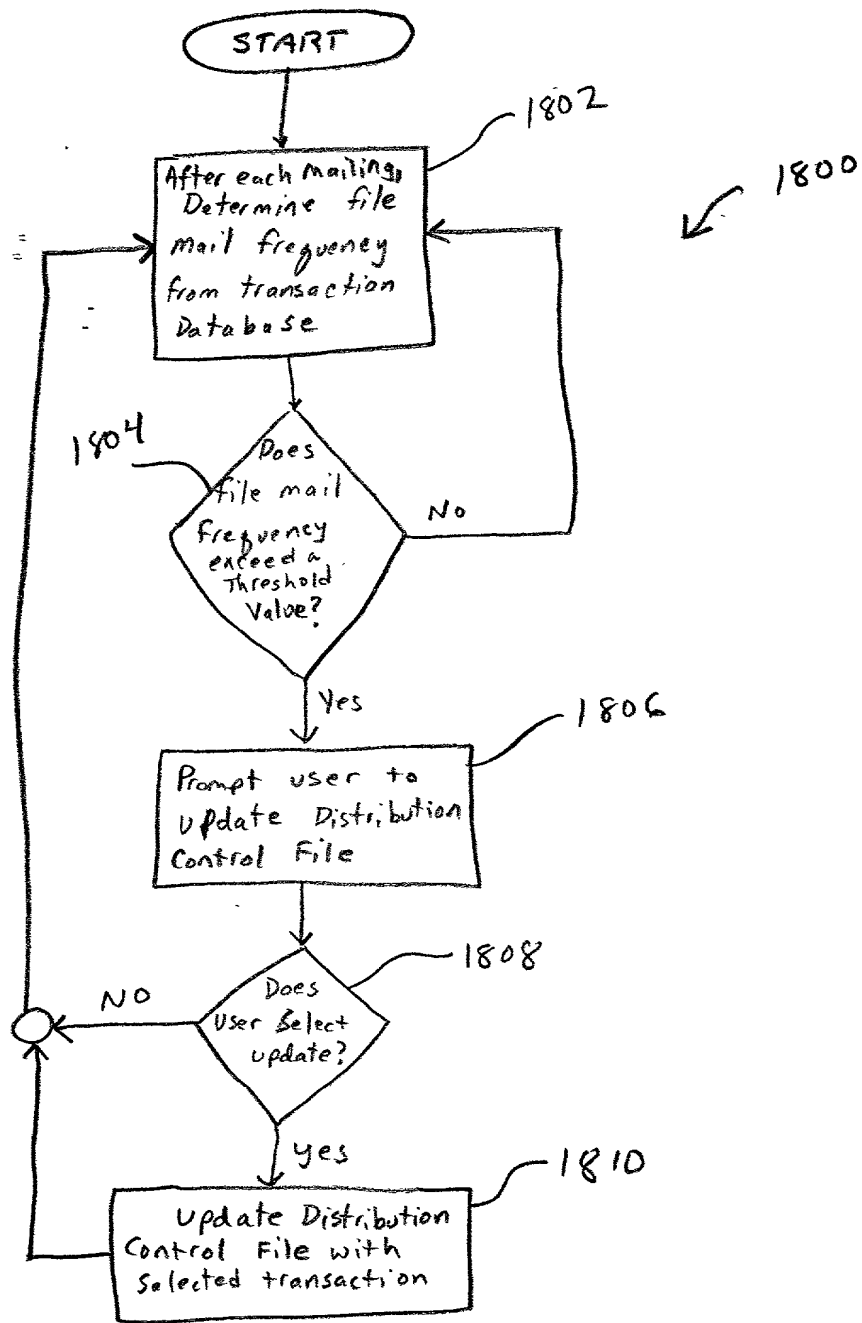 START
1802
1800
After each mailing,
Determine file
mail frequency
from transaction
Database
1804
Does
file mail
frequency
exceed a
Threshold
Value?
No
Yes
1806
Prompt user to
update Distribution
Control File
1808
Does
User Select
update?
NO
yes
1810
update Distribution
Control File with
Selected transaction